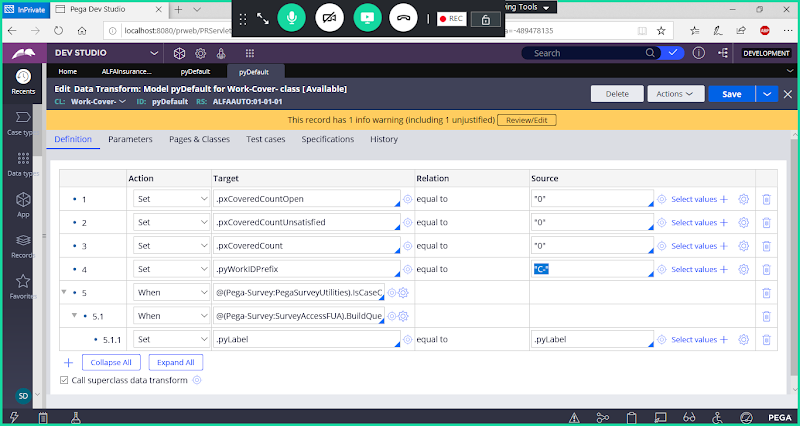 InPrivate
Pega Dev Studio
REC
ving Tools
localhost:8080/prweb/PRServlet
a=-489478135
ABP
DEV STUDIO
Search
DEVELOPMENT
Recents
Home
ALFAInsurance...
pyDefault
pyDefault
Edit Data Transform: Model pyDefault for Work-Cover- class [Available]
CL: Work-Cover- ID: pyDefault RS: ALFAAUTO:01-01-01
Delete
Actions
Save
This record has 1 info warning (including 1 unjustified)
Review/Edit
Case typ
Data type
App
Record
Favorite
SD
Definition
Parameters
Pages & Classes
Test cases
Specifications
History
Action
Target
Relation
Source
1 Set .pxCoveredCountOpen equal to "0" Select values
2 Set .pxCoveredCountUnsatisfied equal to "0" Select values
3 Set .pxCoveredCount equal to "0" Select values
4 Set .pyWorkIDPrefix equal to "C-" Select values
5 When @(Pega-Survey:PegaSurveyUtilities).IsCaseC
5.1 When @(Pega-Survey:SurveyAccessFUA).BuildQue
5.1.1 Set .pyLabel equal to .pyLabel Select values
Collapse All
Expand All
Call superclass data transform
PEGA